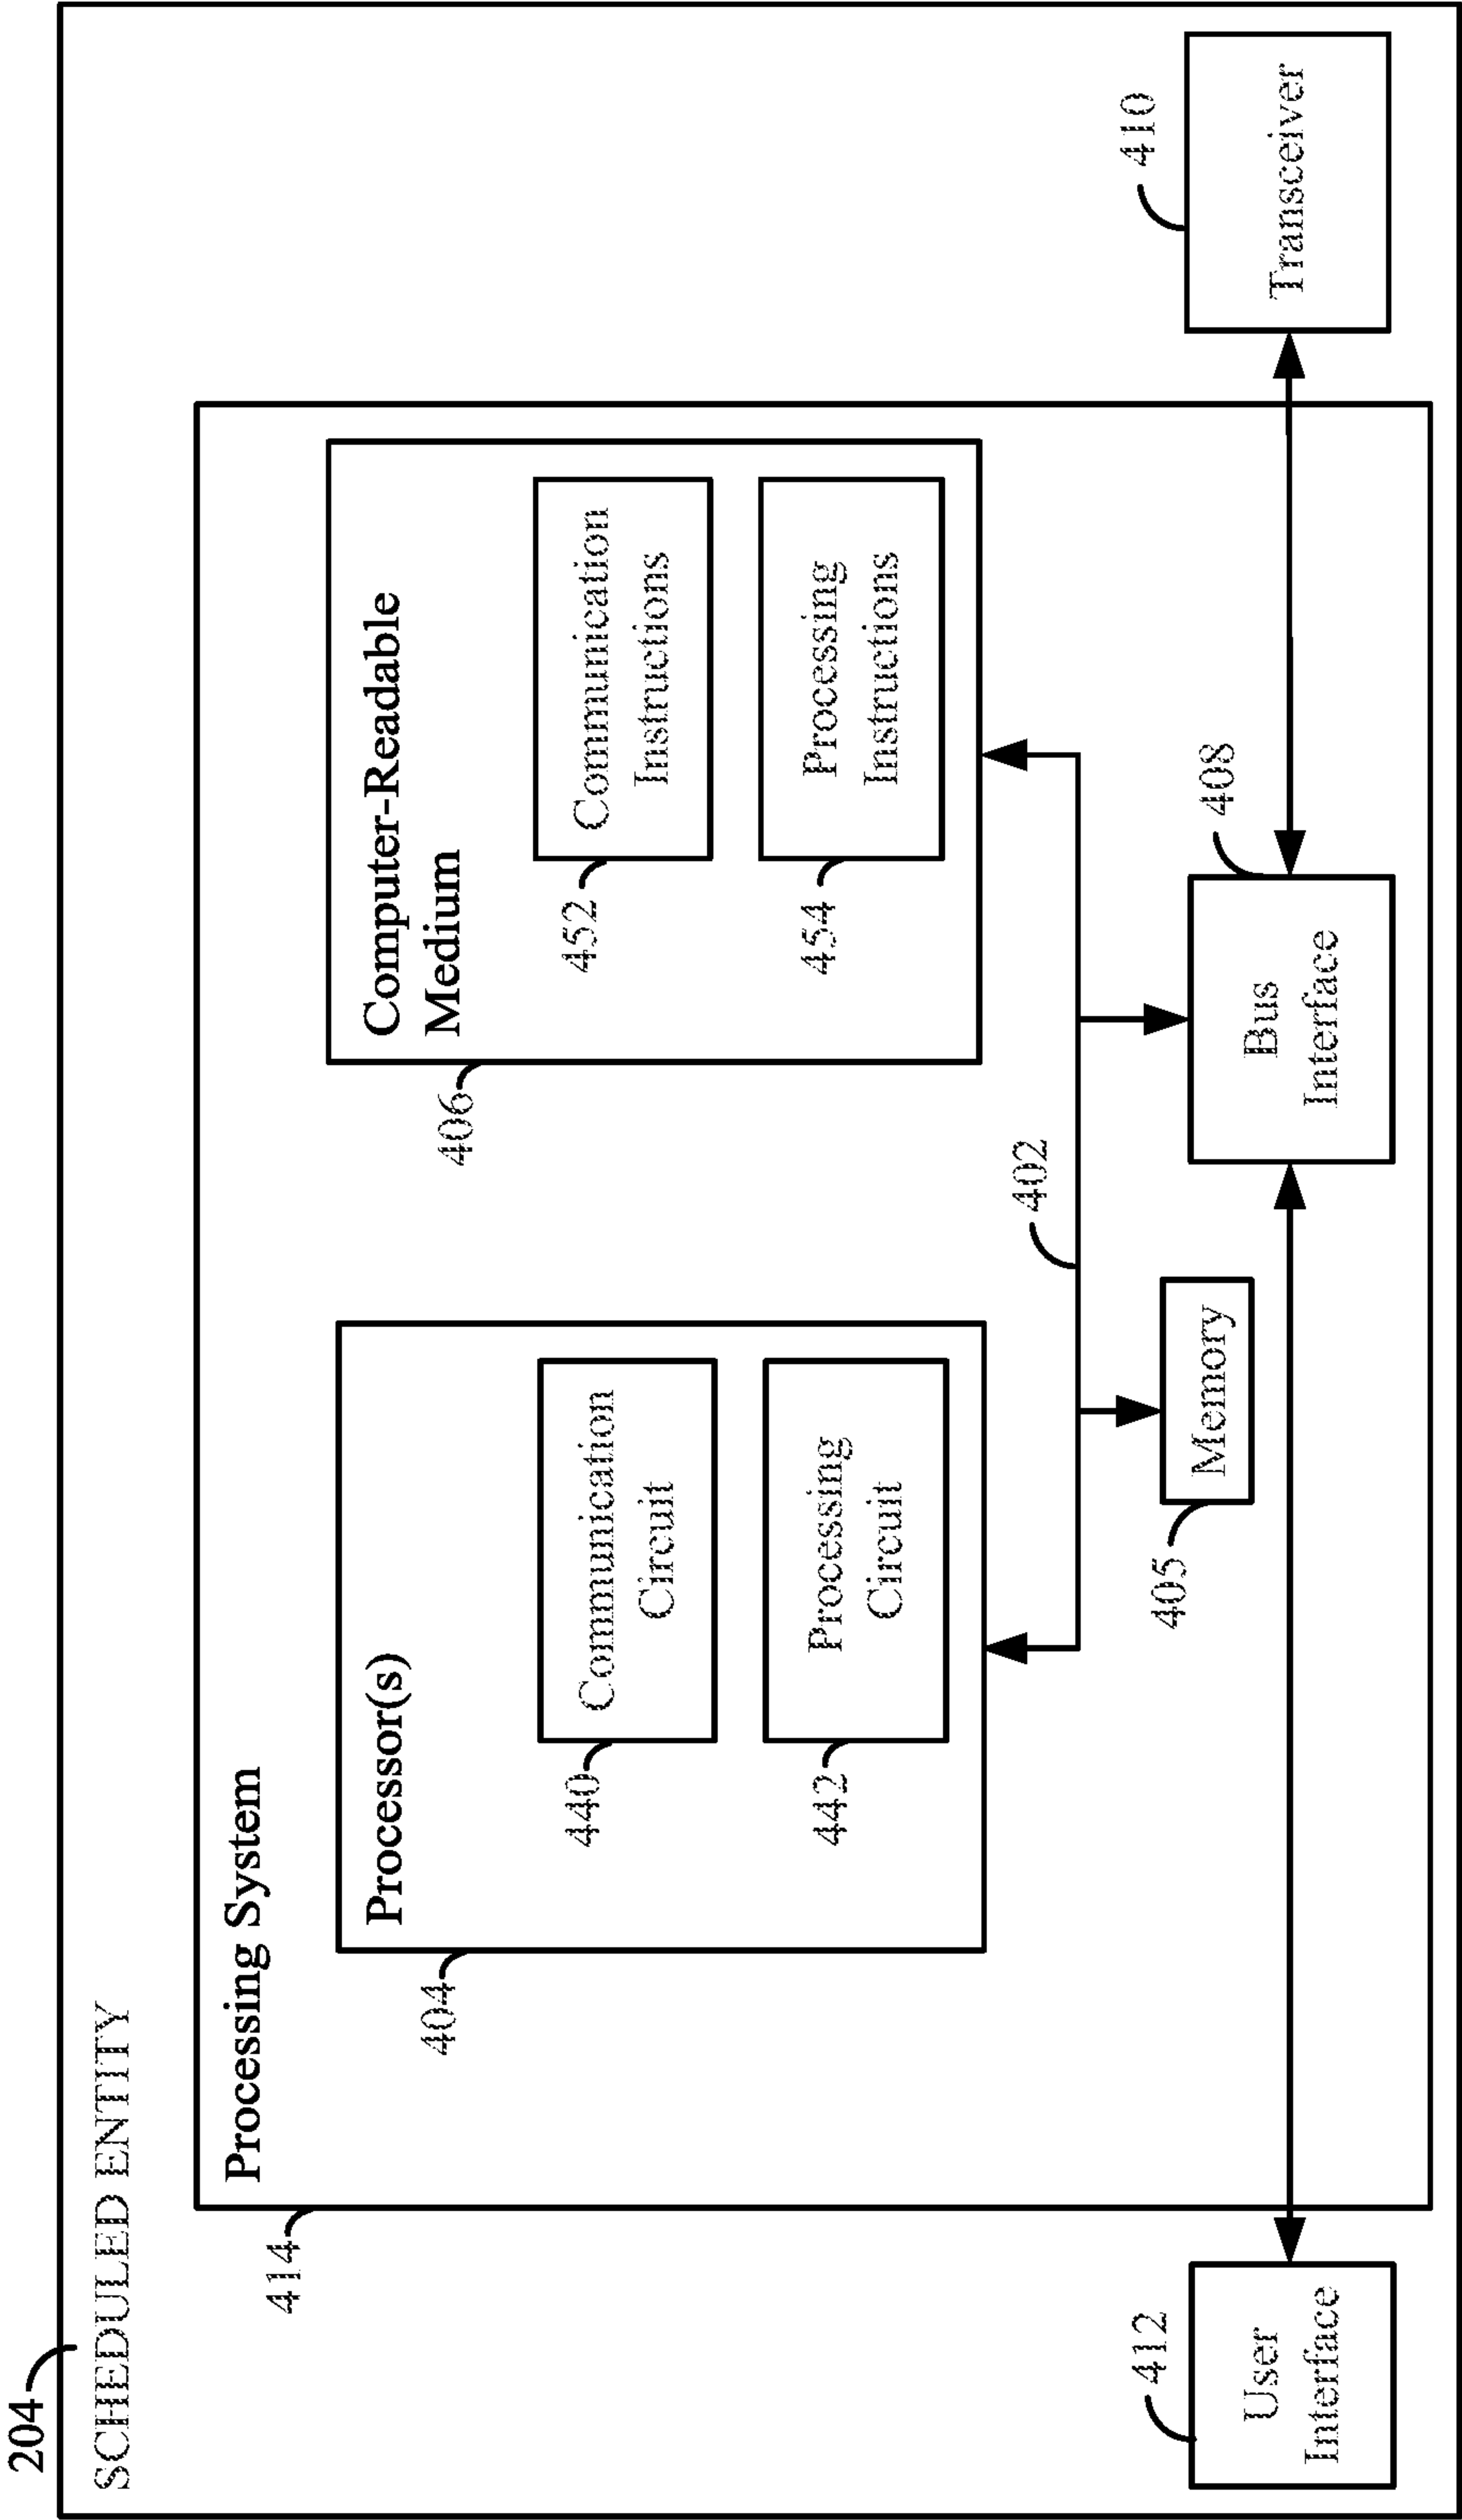 204
SCHEDULED ENTITY
414
Processing System
404
Processor(s)
440
Communication
Circuit
442
Processing
Circuit
406
Computer-Readable
Medium
452
Communication
Instructions
454
Processing
Instructions
402
405
Memory
412
User
Interface
408
Bus
Interface
410
Transceiver